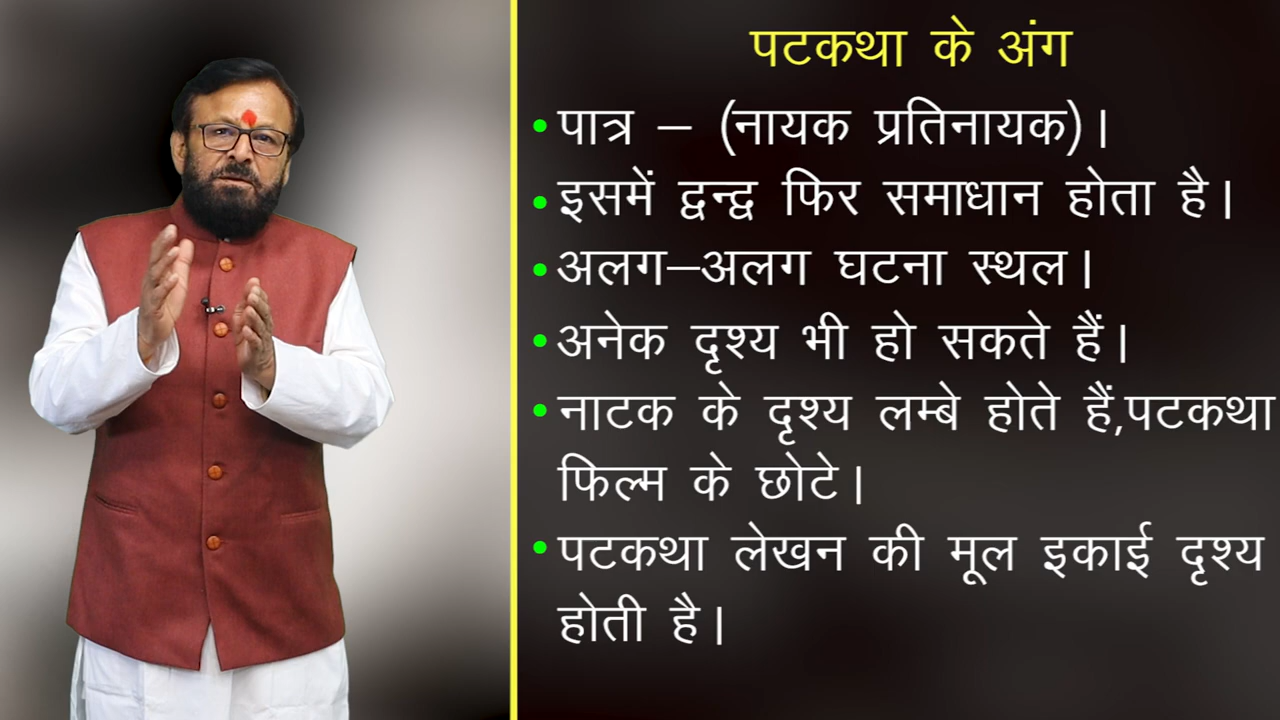 पटकथा के अंग
• पात्र – (नायक प्रतिनायक)।
• इसमें द्वन्द्व फिर समाधान होता है।
• अलग–अलग घटना स्थल।
• अनेक दृश्य भी हो सकते हैं।
• नाटक के दृश्य लम्बे होते हैं,पटकथा
फिल्म के छोटे।
• पटकथा लेखन की मूल इकाई दृश्य
होती है।